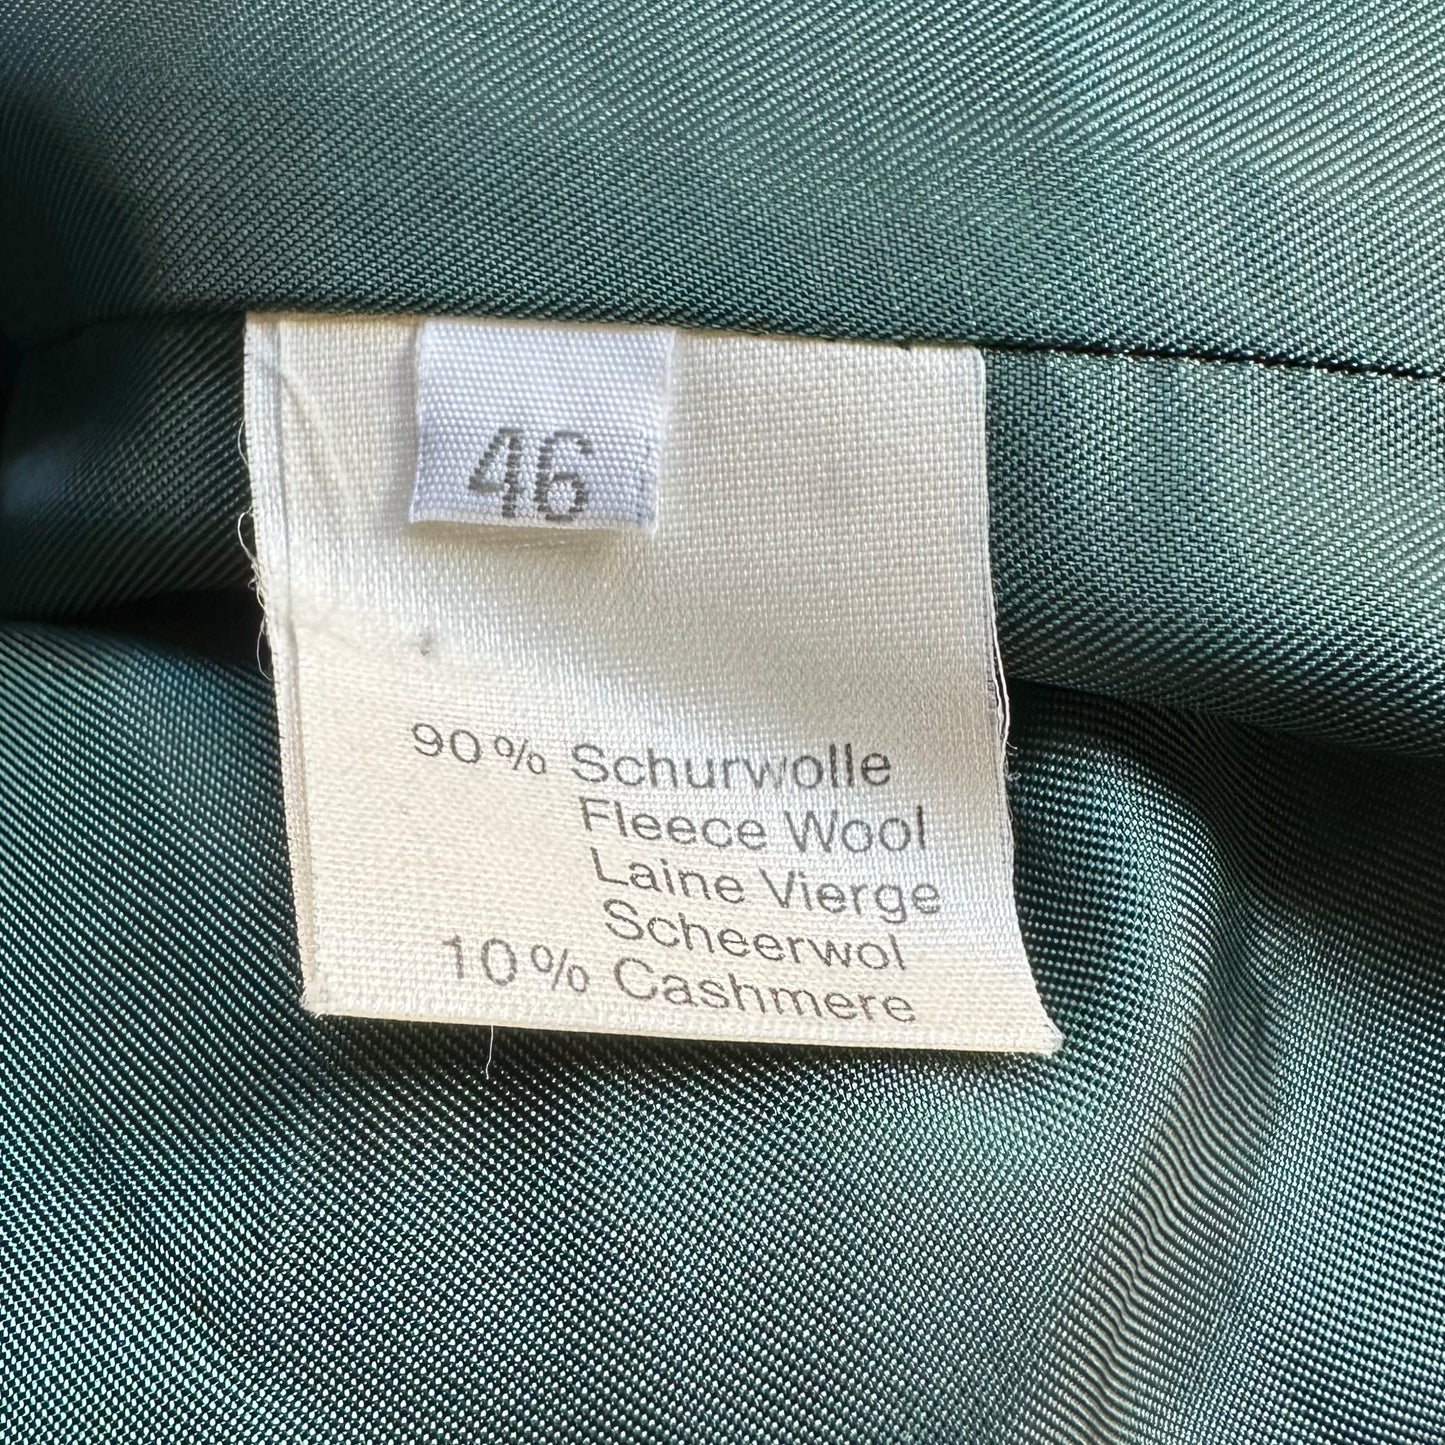 46
90% Schurwolle
Fleece Wool
Laine Vierge
Scheerwol
10% Cashmere